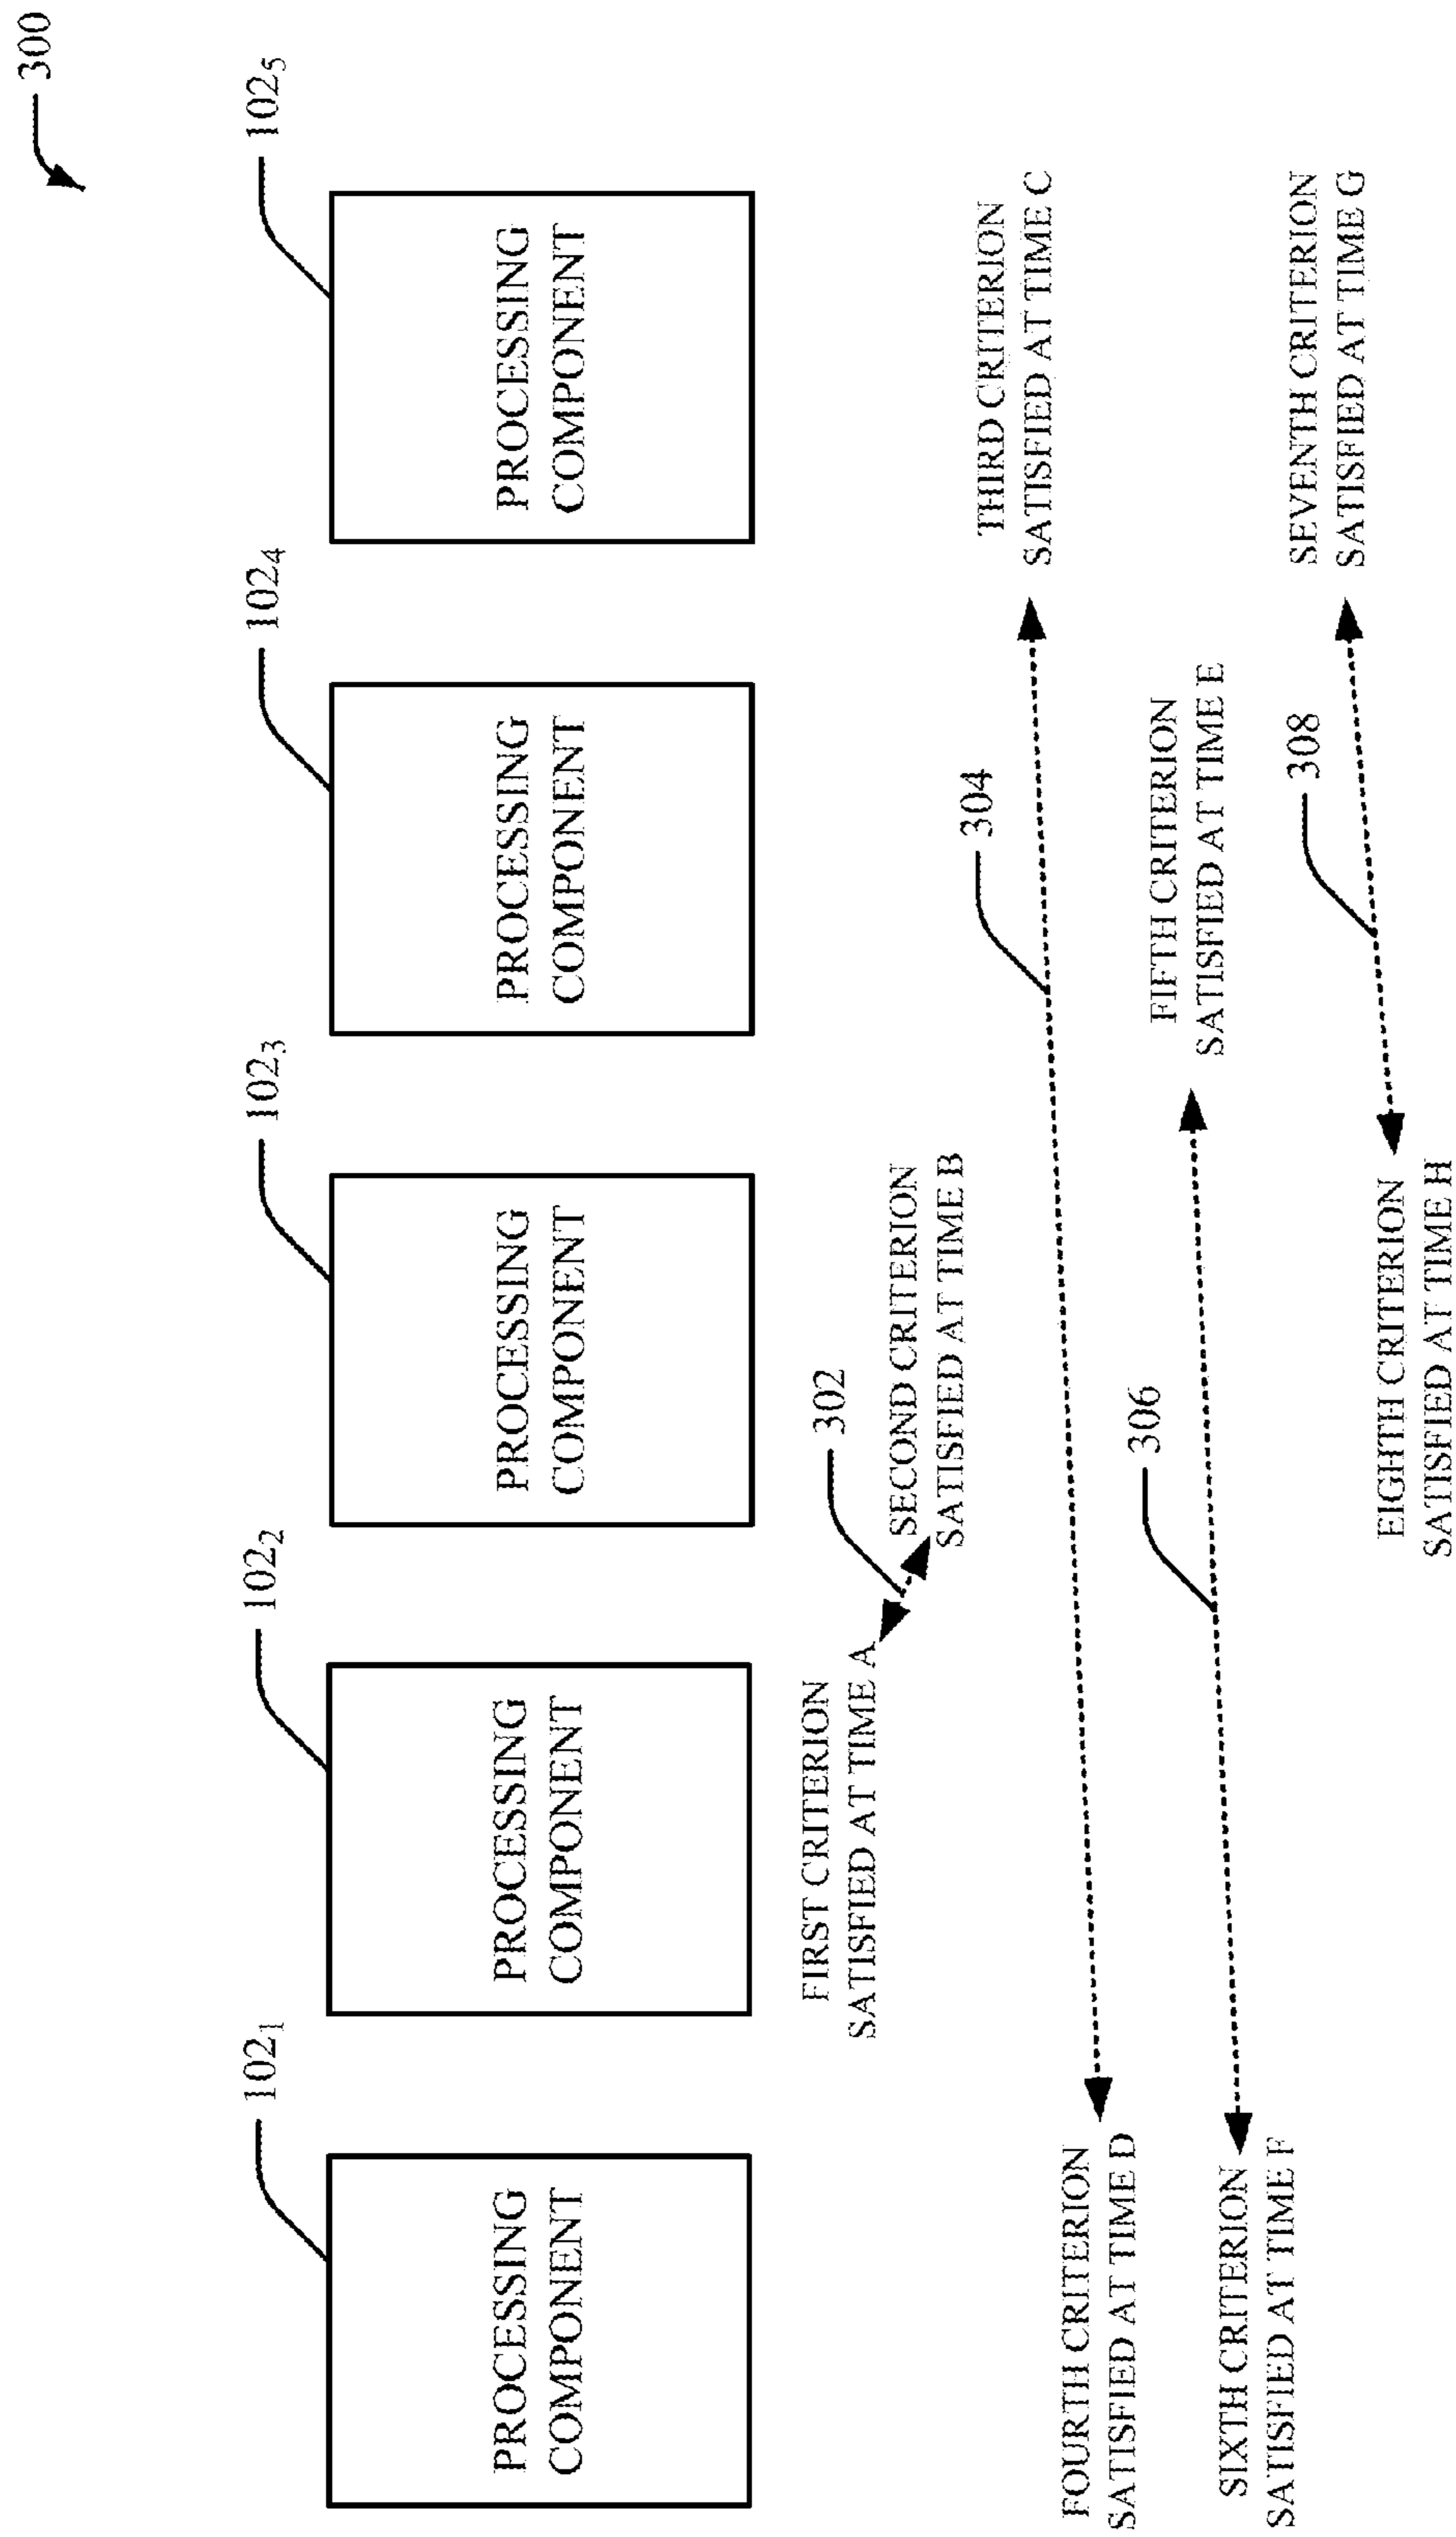 300
102₁
102₂
102₃
102₄
102₅
PROCESSING
COMPONENT
PROCESSING
COMPONENT
PROCESSING
COMPONENT
PROCESSING
COMPONENT
PROCESSING
COMPONENT
FIRST CRITERION
SATISFIED AT TIME A
302
SECOND CRITERION
SATISFIED AT TIME B
304
THIRD CRITERION
SATISFIED AT TIME C
FOURTH CRITERION
SATISFIED AT TIME D
306
FIFTH CRITERION
SATISFIED AT TIME E
SIXTH CRITERION
SATISFIED AT TIME F
308
SEVENTH CRITERION
SATISFIED AT TIME G
EIGHTH CRITERION
SATISFIED AT TIME H